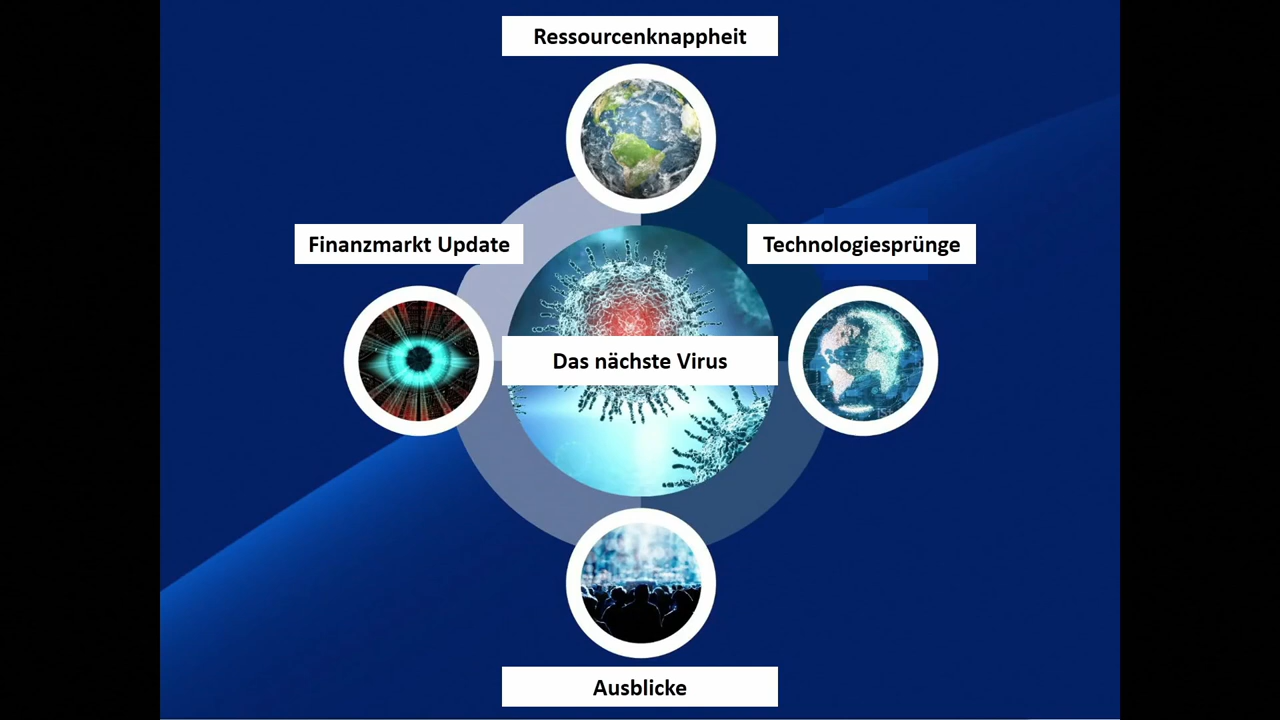 Ressourcenknappheit
Finanzmarkt Update
Technologiesprünge
Das nächste Virus
Ausblicke